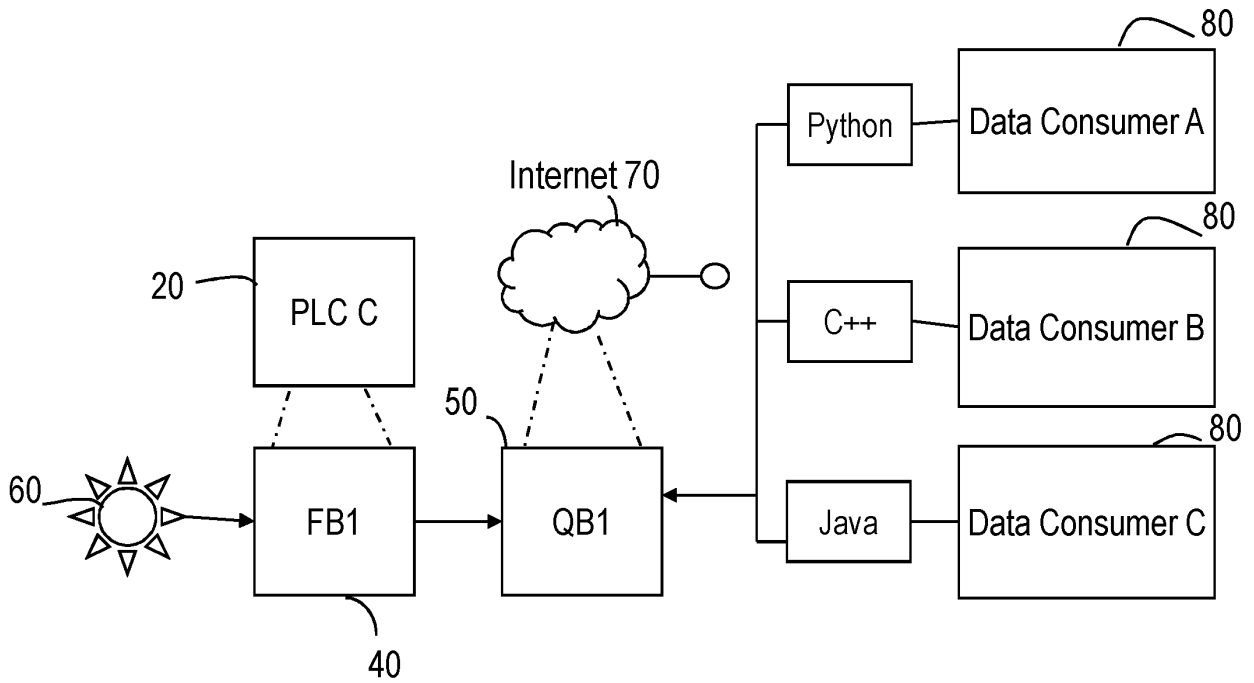 80
Python
Data Consumer A
Internet 70
80
20
PLC C
C++
Data Consumer B
50
80
60
FB1
QB1
Java
Data Consumer C
40